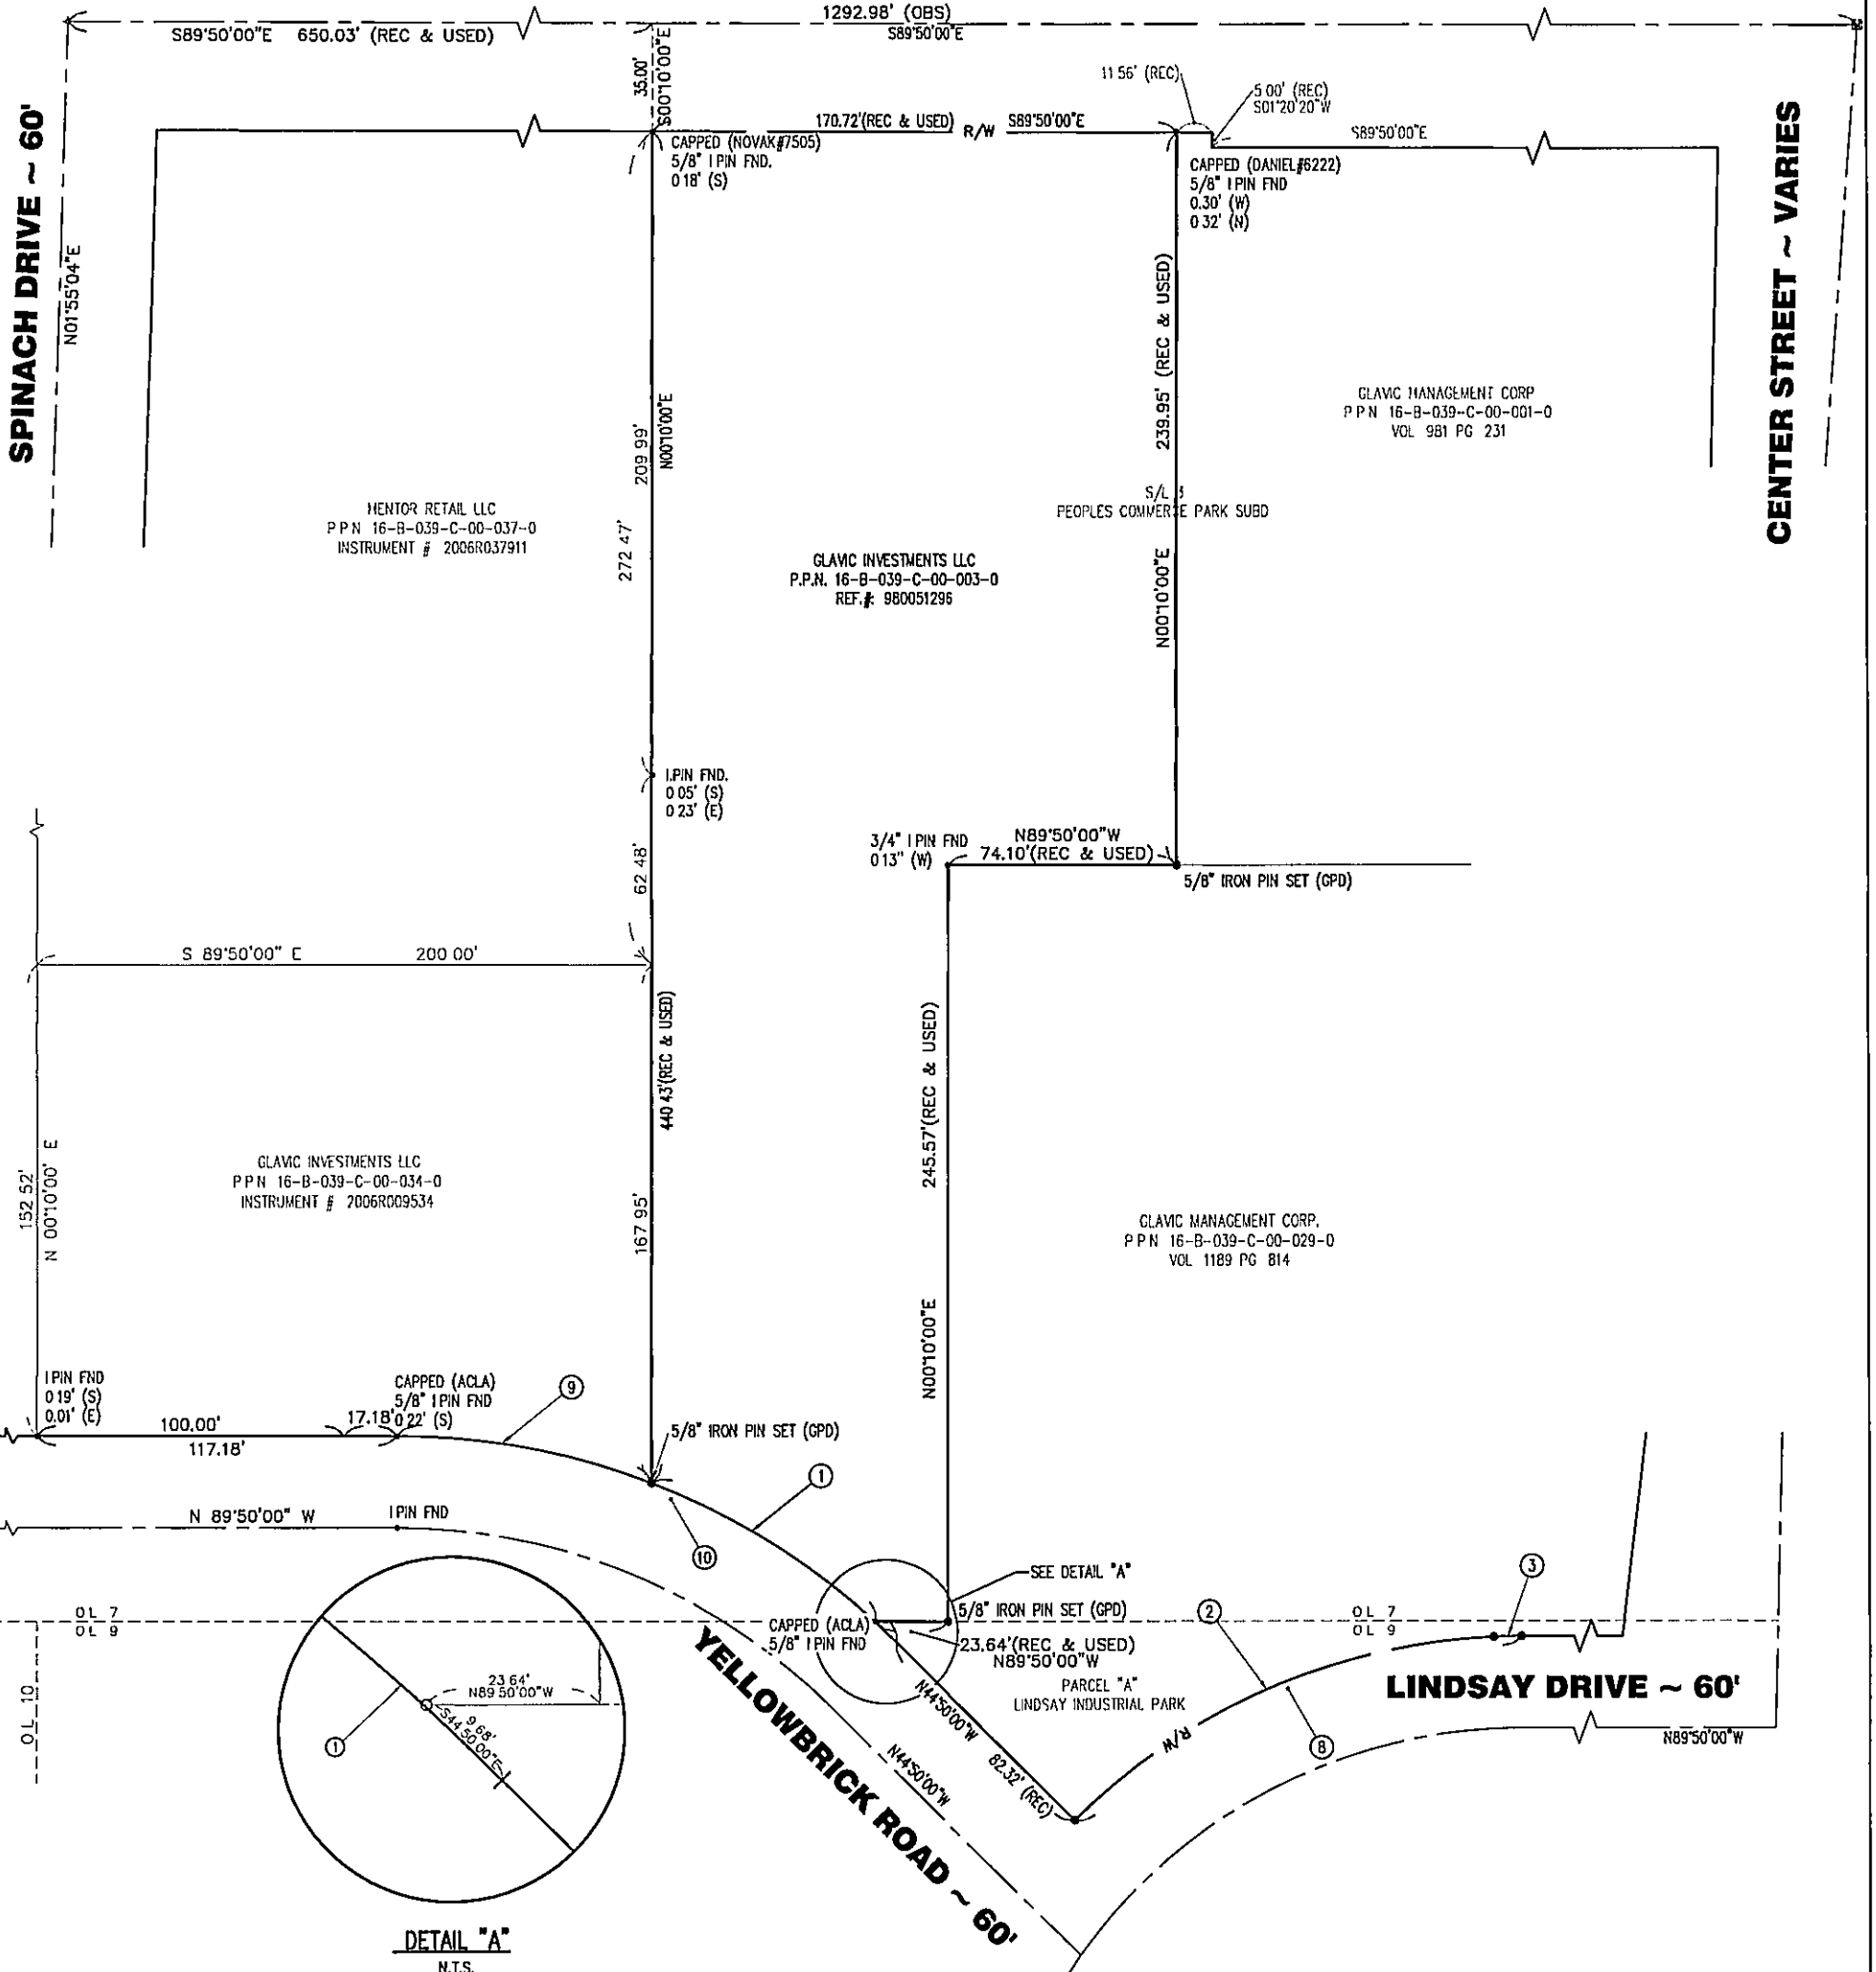 1292.98' (OBS)
S89°50'00"E 650.03' (REC & USED)
S89°50'00"E
35.00'
S00°10'00"E
11.56' (REC)
5.00' (REC)
S01°20'20"W
170.72'(REC & USED) R/W S89°50'00"E
S89°50'00"E
CAPPED (NOVAK#7505)
5/8" I PIN FND.
0 18' (S)
CAPPED (DANIEL#6222)
5/8" I PIN FND
0.30' (W)
0 32' (N)
SPINACH DRIVE ~ 60'
N01°55'04"E
CENTER STREET ~ VARIES
209 99'
N00°10'00"E
272 47'
239.95' (REC & USED)
N00°10'00"E
GLAVIC MANAGEMENT CORP
P P N 16-B-039-C-00-001-0
VOL 981 PG 231
MENTOR RETAIL LLC
P P N 16-B-039-C-00-037-0
INSTRUMENT # 2006R037911
S/L 3
PEOPLES COMMERCE PARK SUBD
GLAVIC INVESTMENTS LLC
P.P.N. 16-B-039-C-00-003-0
REF.#: 980051296
I.PIN FND.
0 05' (S)
0 23' (E)
62 48'
3/4" I PIN FND
0 13" (W)
N89°50'00"W
74.10'(REC & USED)
5/8" IRON PIN SET (GPD)
S 89°50'00" E 200 00'
440 43'(REC & USED)
245.57'(REC & USED)
152 52'
N 00°10'00" E
GLAVIC INVESTMENTS LLC
P P N 16-B-039-C-00-034-0
INSTRUMENT # 2006R009534
167 95'
GLAVIC MANAGEMENT CORP.
P P N 16-B-039-C-00-029-0
VOL 1189 PG 814
N00°10'00"E
I PIN FND
0 19' (S)
0.01' (E)
CAPPED (ACLA)
5/8" I PIN FND
0 22' (S)
100.00'
17.18'
117.18'
9
5/8" IRON PIN SET (GPD)
1
N 89°50'00" W
I PIN FND
10
SEE DETAIL "A"
3
OL 7
OL 9
CAPPED (ACLA)
5/8" I PIN FND
5/8" IRON PIN SET (GPD)
2
OL 7
OL 9
23.64'(REC & USED)
N89°50'00"W
PARCEL "A"
LINDSAY INDUSTRIAL PARK
LINDSAY DRIVE ~ 60'
N89°50'00"W
R/W
8
OL 10
YELLOWBRICK ROAD ~ 60'
N44°50'00"W 82.32' (REC)
N44°50'00"W
23 64'
N89 50'00"W
9 68'
S44 50 00"E
1
DETAIL "A"
N.T.S.